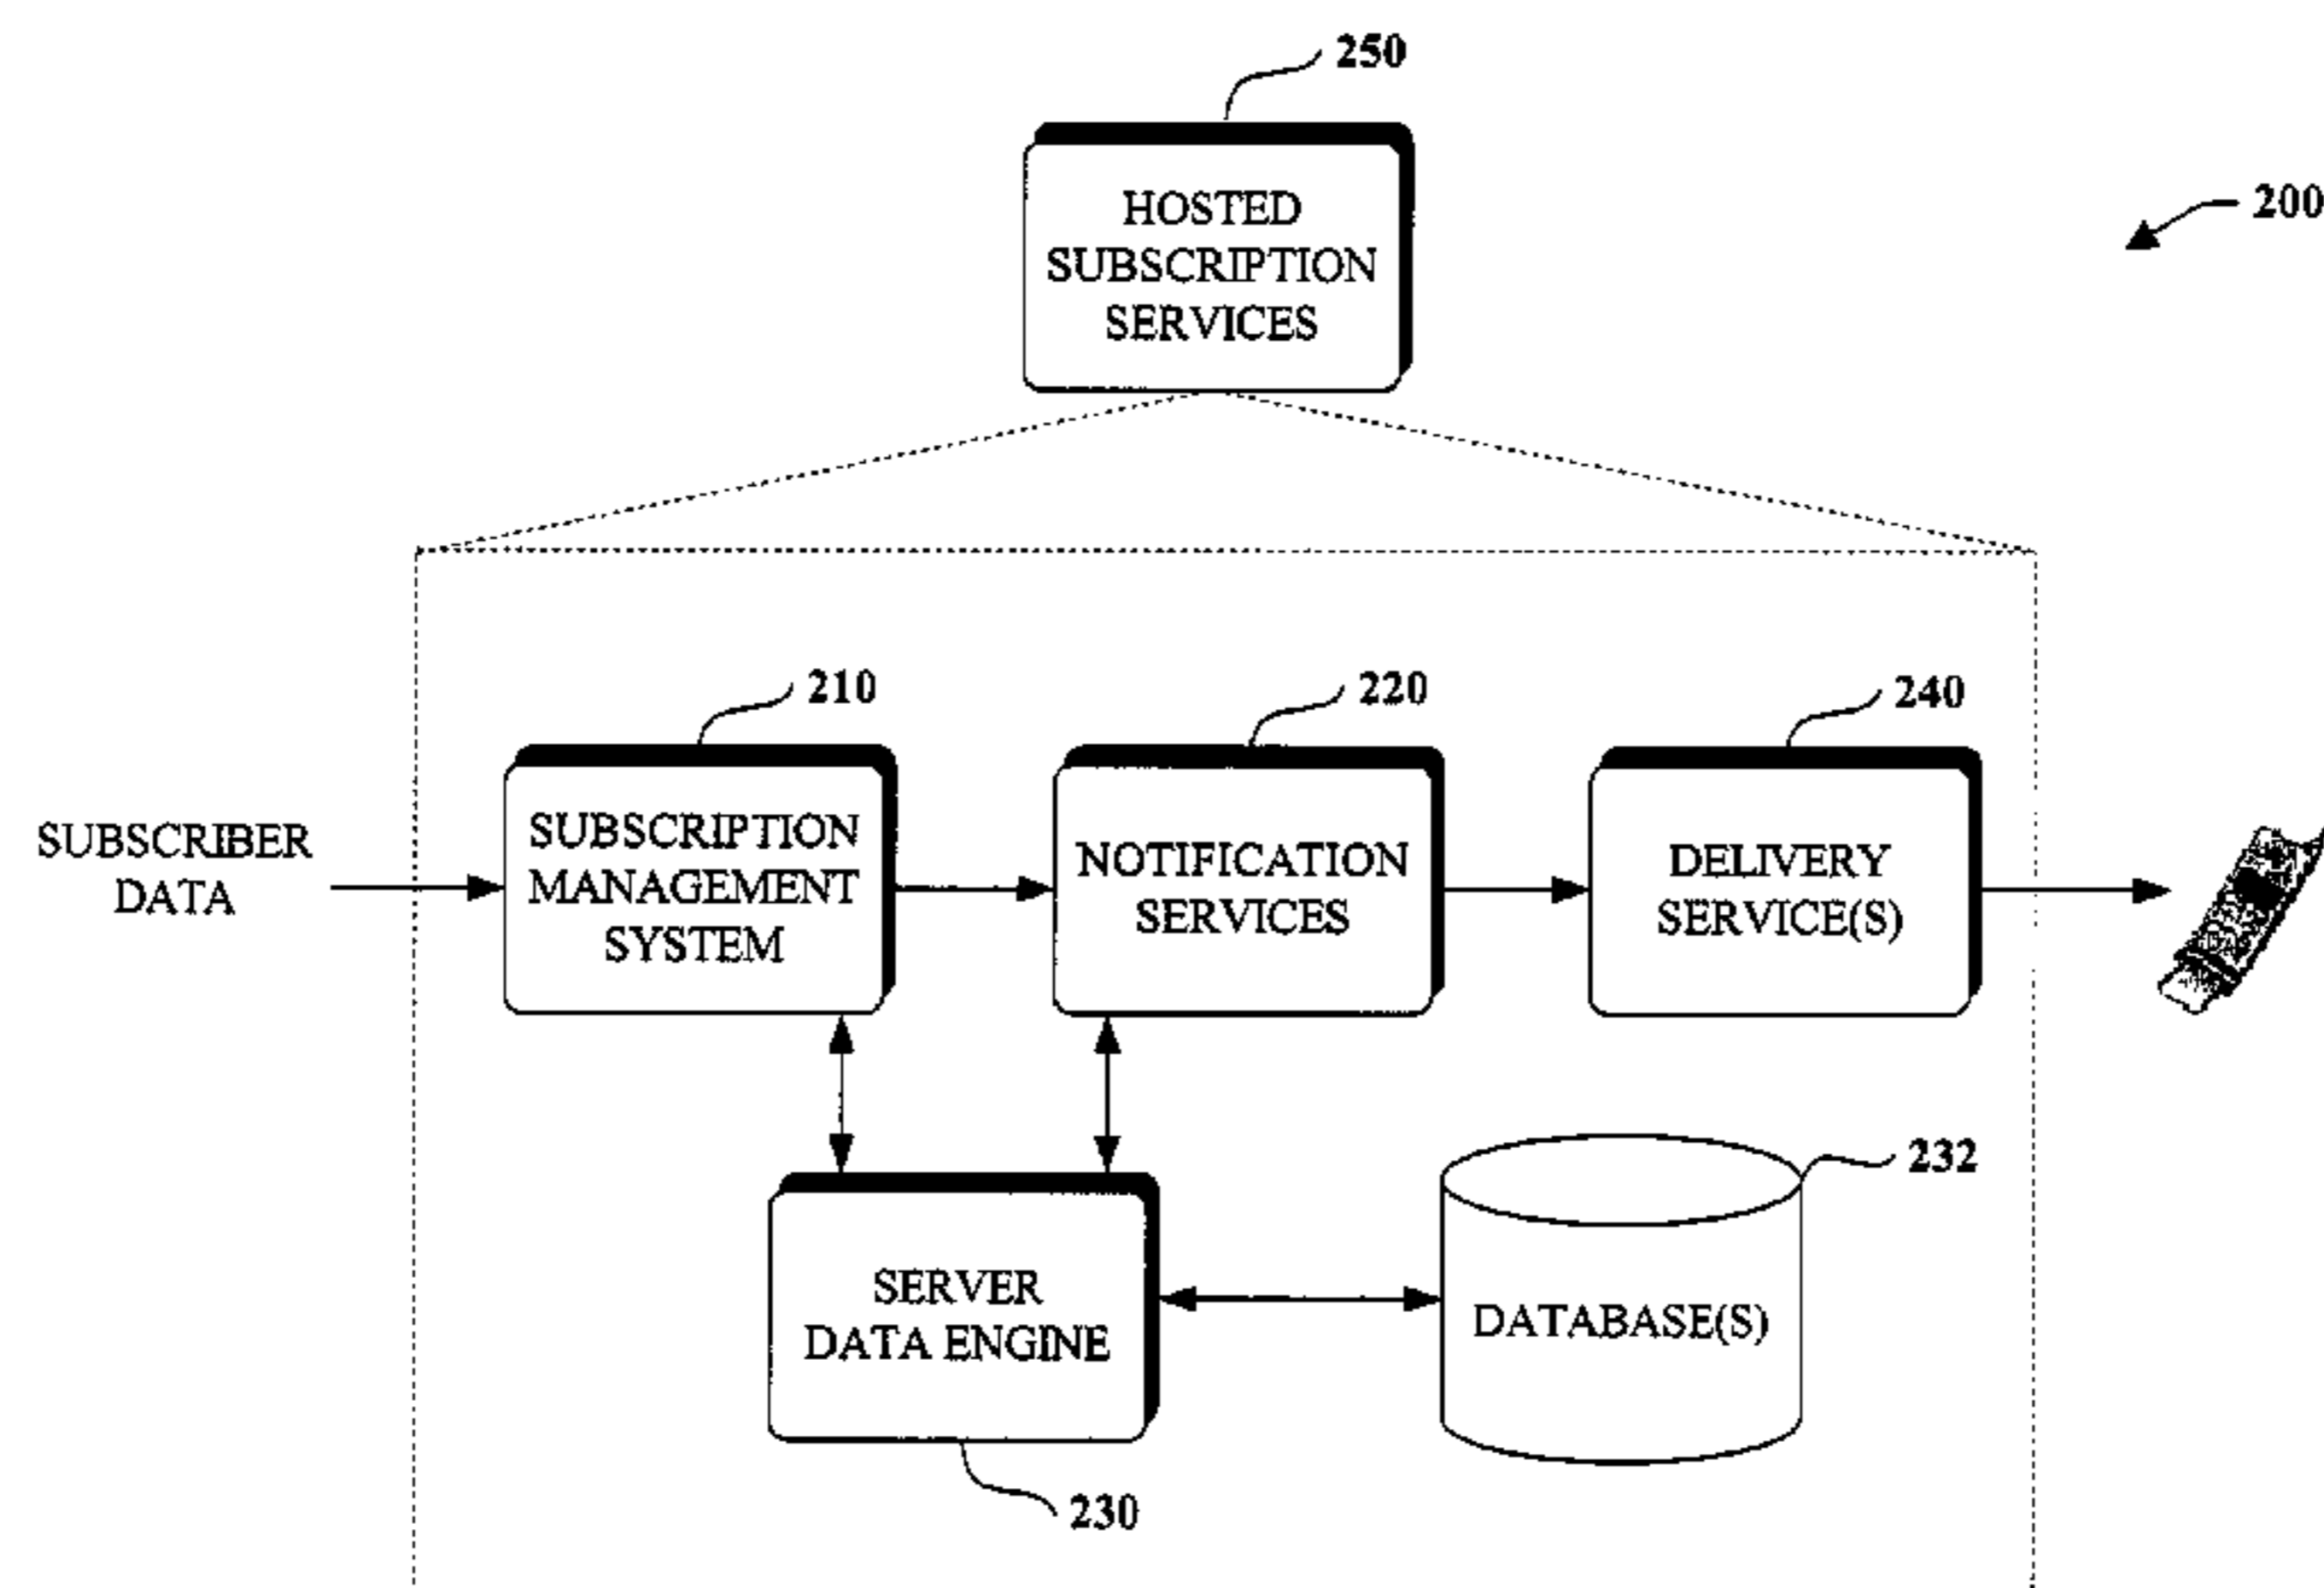 250
HOSTED
SUBSCRIPTION
SERVICES
200
210
220
240
SUBSCRIBER
DATA
SUBSCRIPTION
MANAGEMENT
SYSTEM
NOTIFICATION
SERVICES
DELIVERY
SERVICE(S)
232
SERVER
DATA ENGINE
DATABASE(S)
230